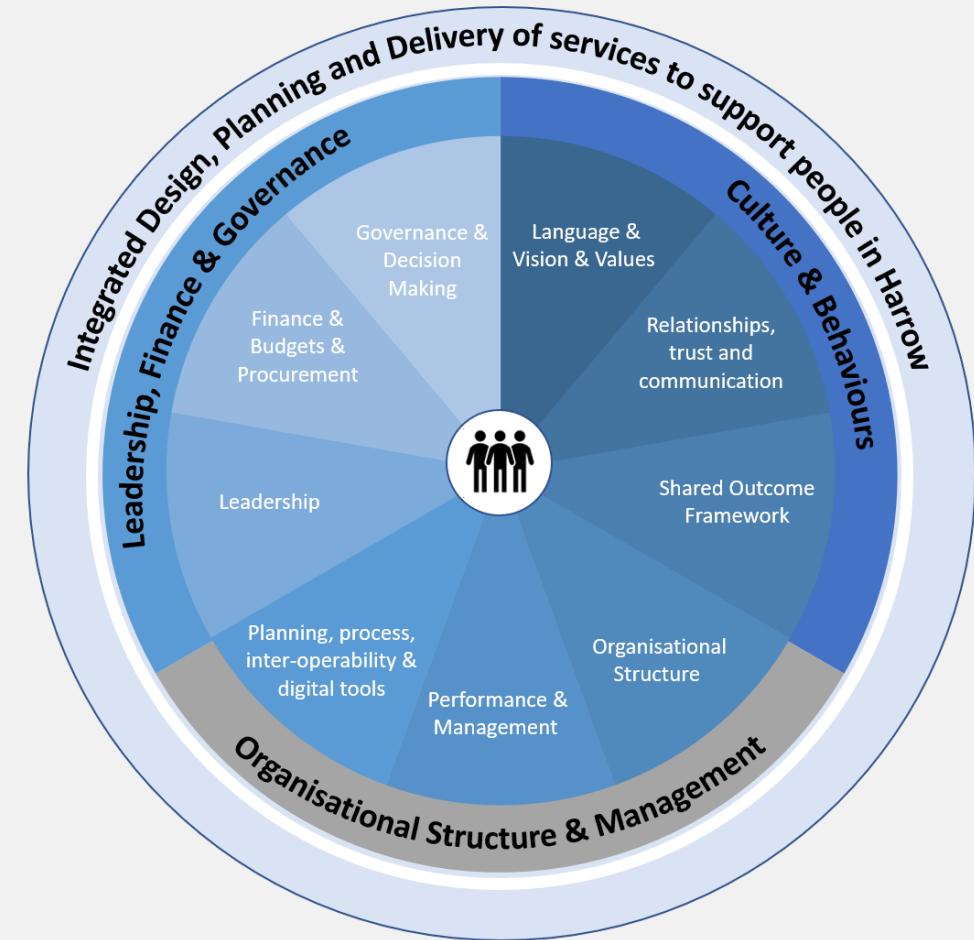 Integrated Design, Planning and Delivery of services to support people in Harrow
Leadership, Finance & Governance
Culture & Behaviours
Organisational Structure & Management
Governance &
Decision
Making
Language &
Vision & Values
Finance &
Budgets &
Procurement
Relationships,
trust and
communication
Leadership
Shared Outcome
Framework
Planning, process,
inter-operability &
digital tools
Performance &
Management
Organisational
Structure